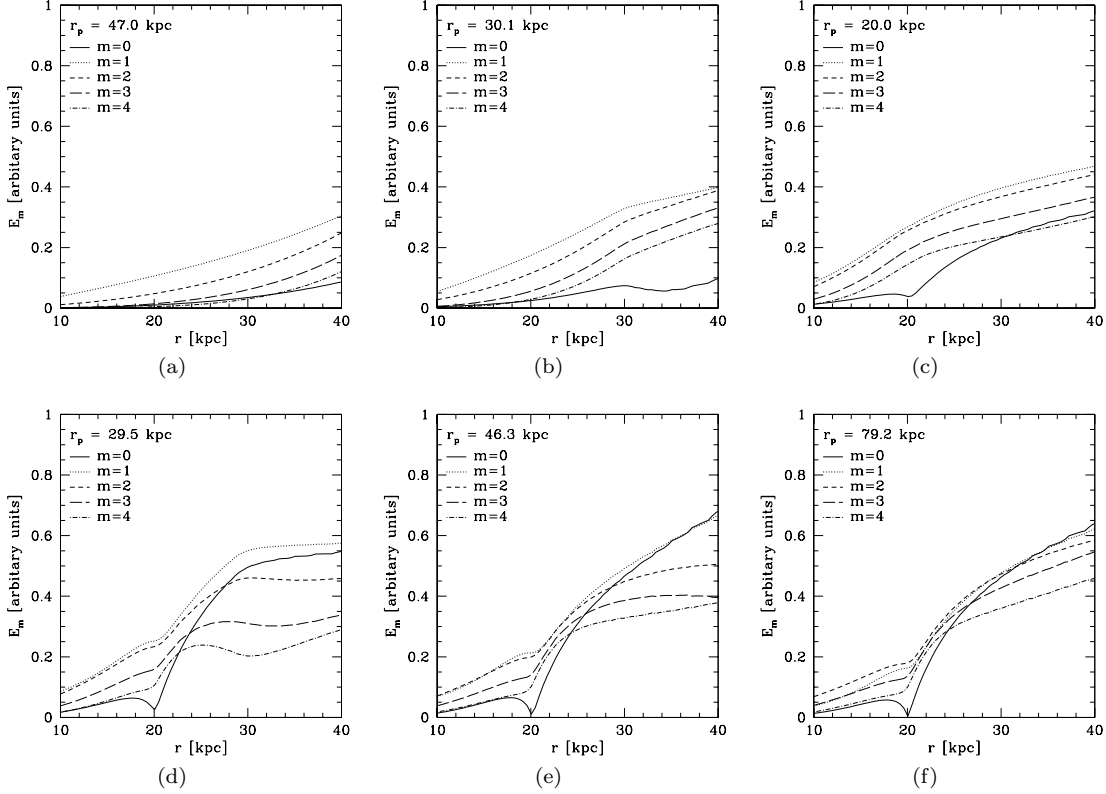 r_p = 47.0 kpc
m=0
m=1
m=2
m=3
m=4
1
0.8
0.6
0.4
0.2
0
E_m [arbitary units]
10 20 30 40
r [kpc]
(a)
r_p = 30.1 kpc
m=0
m=1
m=2
m=3
m=4
1
0.8
0.6
0.4
0.2
0
E_m [arbitary units]
10 20 30 40
r [kpc]
(b)
r_p = 20.0 kpc
m=0
m=1
m=2
m=3
m=4
1
0.8
0.6
0.4
0.2
0
E_m [arbitary units]
10 20 30 40
r [kpc]
(c)
r_p = 29.5 kpc
m=0
m=1
m=2
m=3
m=4
1
0.8
0.6
0.4
0.2
0
E_m [arbitary units]
10 20 30 40
r [kpc]
(d)
r_p = 46.3 kpc
m=0
m=1
m=2
m=3
m=4
1
0.8
0.6
0.4
0.2
0
E_m [arbitary units]
10 20 30 40
r [kpc]
(e)
r_p = 79.2 kpc
m=0
m=1
m=2
m=3
m=4
1
0.8
0.6
0.4
0.2
0
E_m [arbitary units]
10 20 30 40
r [kpc]
(f)